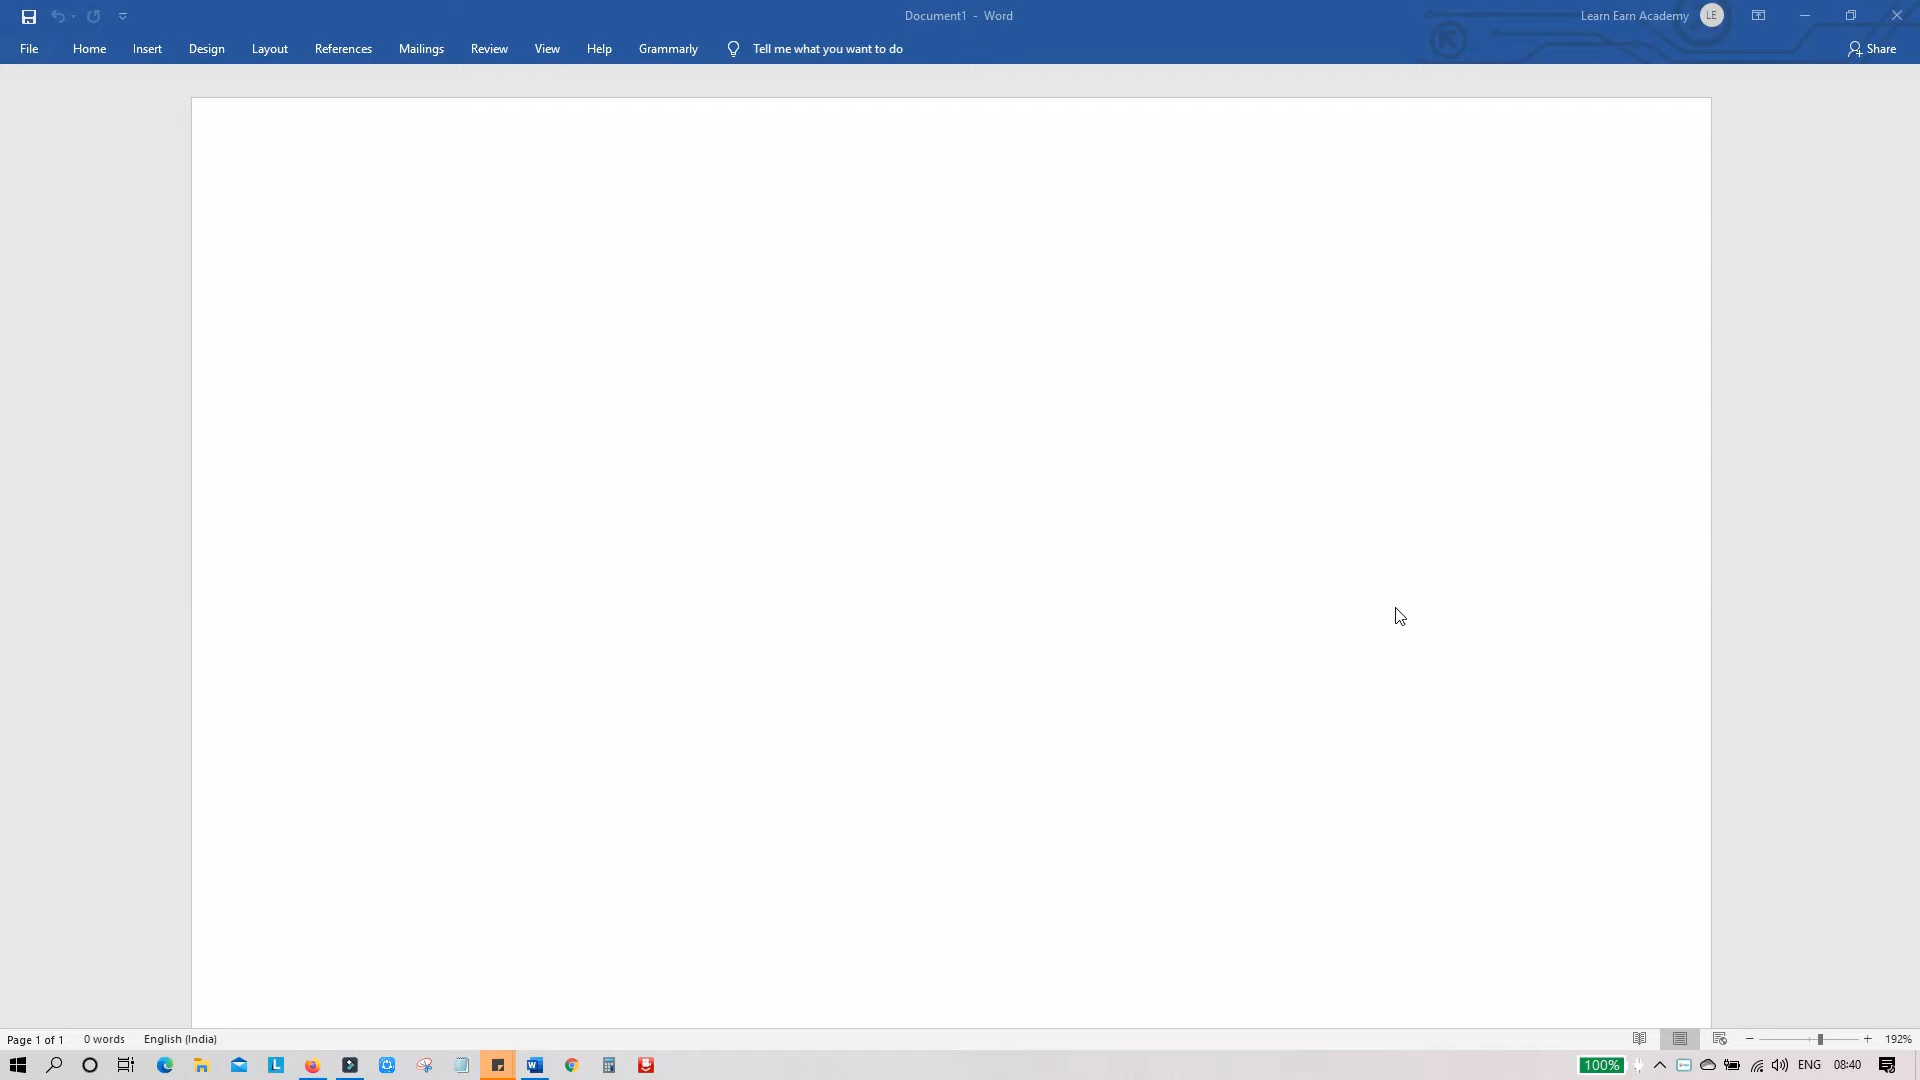 Document1 - Word
Learn Earn Academy LE
File Home Insert Design Layout References Mailings Review View Help Grammarly Tell me what you want to do Share
Page 1 of 1 0 words English (India) 192%
L W 100% ENG 08:40